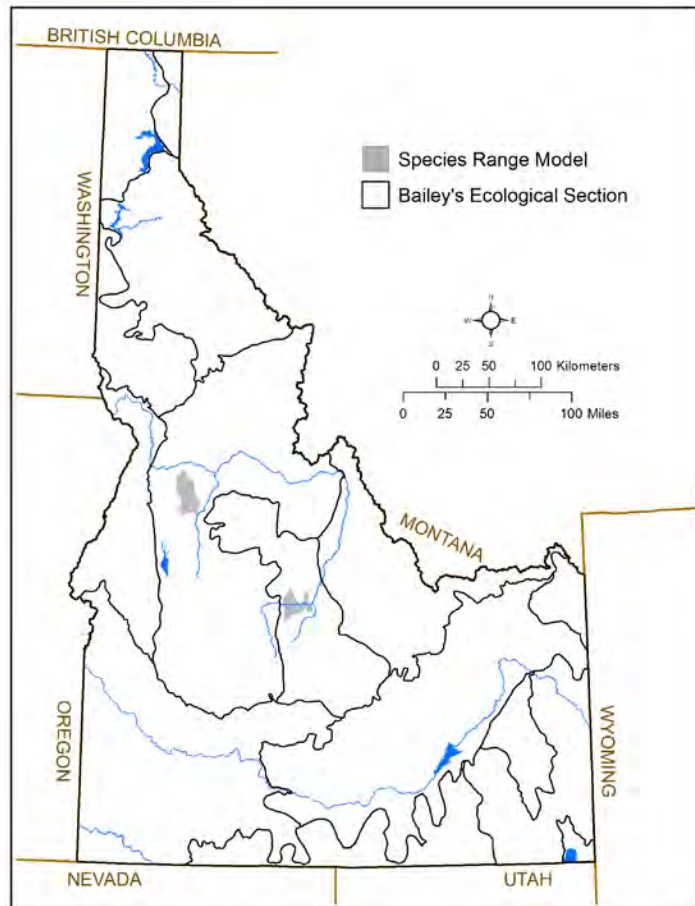 BRITISH COLUMBIA
WASHINGTON
Species Range Model
Bailey's Ecological Section
N
W E
S
0 25 50 100 Kilometers
0 25 50 100 Miles
MONTANA
OREGON
WYOMING
NEVADA
UTAH